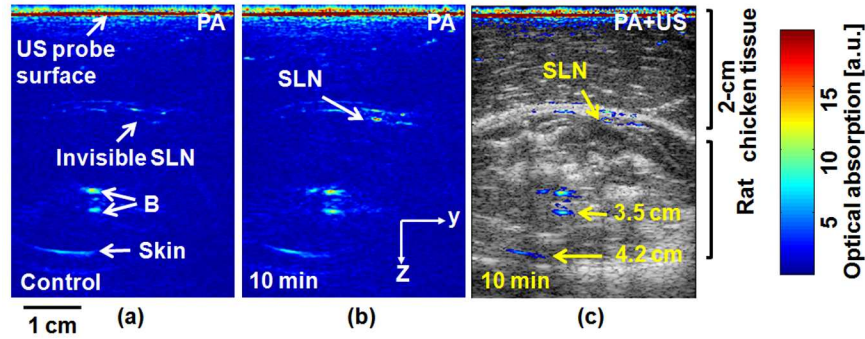 PA
US probe
surface
Invisible SLN
B
Skin
Control
1 cm
(a)
PA
SLN
y
Z
10 min
(b)
PA+US
SLN
3.5 cm
4.2 cm
10 min
(c)
2-cm
chicken tissue
Rat
15
10
5
Optical absorption [a.u.]